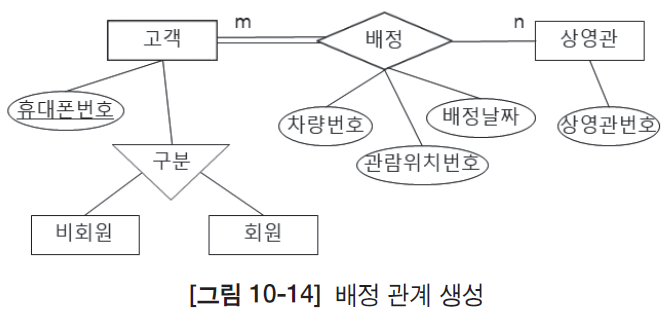 고객
m
배정
n
상영관
휴대폰번호
차량번호
배정날짜
상영관번호
구분
관람위치번호
비회원
회원
[그림 10-14] 배정 관계 생성